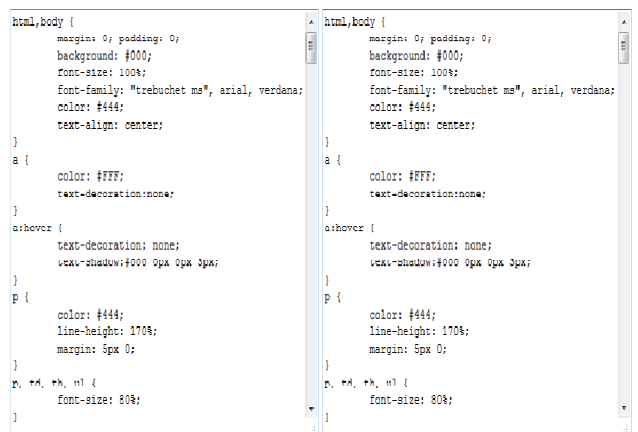 html,body {
margin: 0; padding: 0;
background: #000;
font-size: 100%;
font-family: "trebuchet ms", arial, verdana;
color: #444;
text-align: center;
}
a {
color: #FFF;
text-decoration:none;
}
a:hover {
text-decoration: none;
text-shadow:#000 0px 0px 3px;
}
p {
color: #444;
line-height: 170%;
margin: 5px 0;
}
p, td, th, ul {
font-size: 80%;
}
html,body {
margin: 0; padding: 0;
background: #000;
font-size: 100%;
font-family: "trebuchet ms", arial, verdana;
color: #444;
text-align: center;
}
a {
color: #FFF;
text-decoration:none;
}
a:hover {
text-decoration: none;
text-shadow:#000 0px 0px 3px;
}
p {
color: #444;
line-height: 170%;
margin: 5px 0;
}
p, td, th, ul {
font-size: 80%;
}